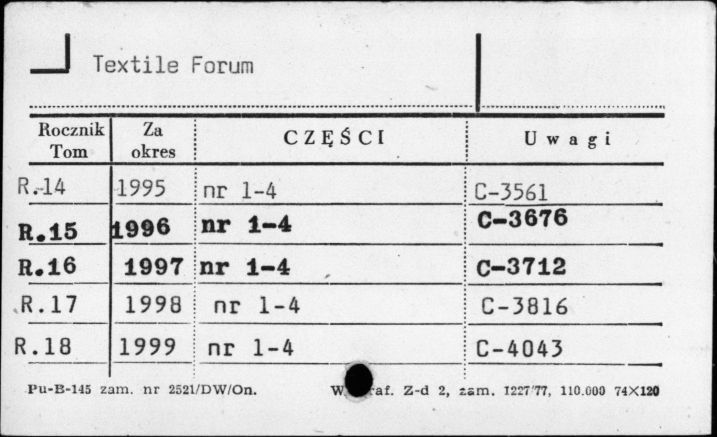 Textile Forum
Rocznik Tom Za okres CZĘŚCI Uwagi
R.14 1995 nr 1-4 C-3561
R.15 1996 nr 1-4 C-3676
R.16 1997 nr 1-4 C-3712
R.17 1998 nr 1-4 C-3816
R.18 1999 nr 1-4 C-4043
Pu-B-145 zam. nr 2521/DW/On. W. raf. Z-d 2, zam. 1227/77, 110.000 74X120